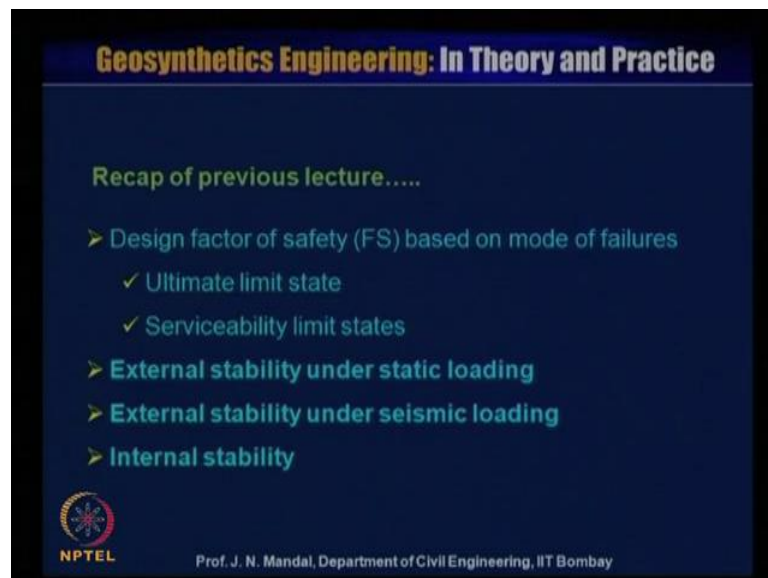 Geosynthetics Engineering: In Theory and Practice
Recap of previous lecture.....
➤ Design factor of safety (FS) based on mode of failures
✓ Ultimate limit state
✓ Serviceability limit states
➤ External stability under static loading
➤ External stability under seismic loading
➤ Internal stability
NPTEL
Prof. J. N. Mandal, Department of Civil Engineering, IIT Bombay